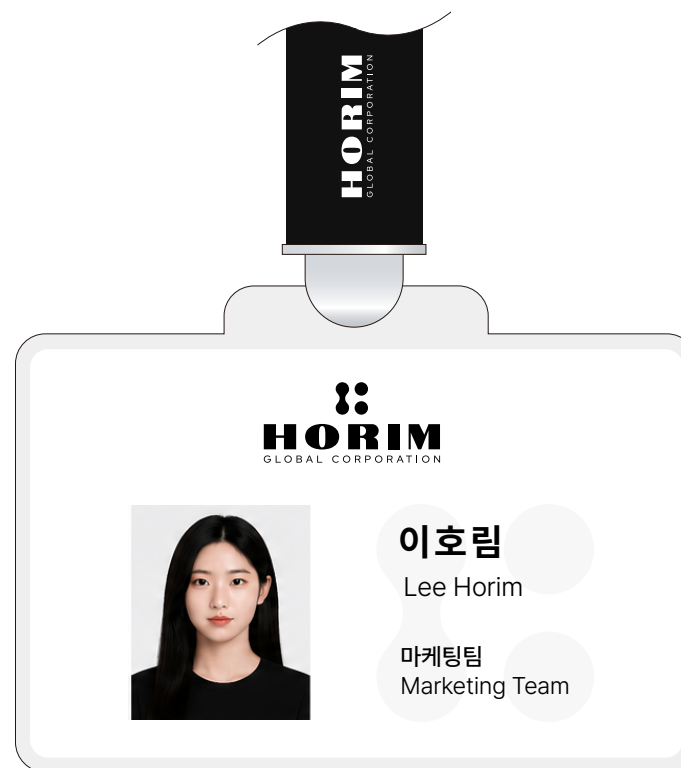 HORIM
GLOBAL CORPORATION
HORIM
GLOBAL CORPORATION
이호림
Lee Horim
마케팅팀
Marketing Team